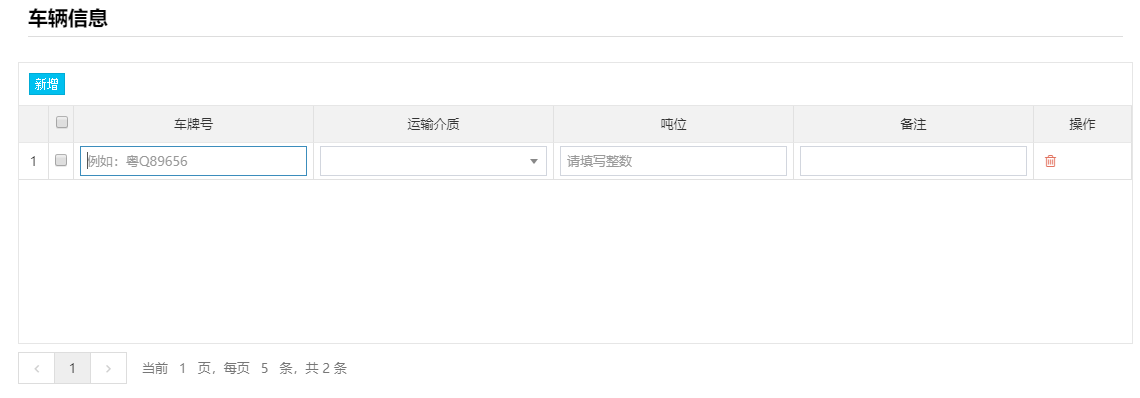 车辆信息
新增
车牌号 运输介质 吨位 备注 操作
1 例如：粤Q89656 请填写整数
1 当前 1 页，每页 5 条，共 2 条